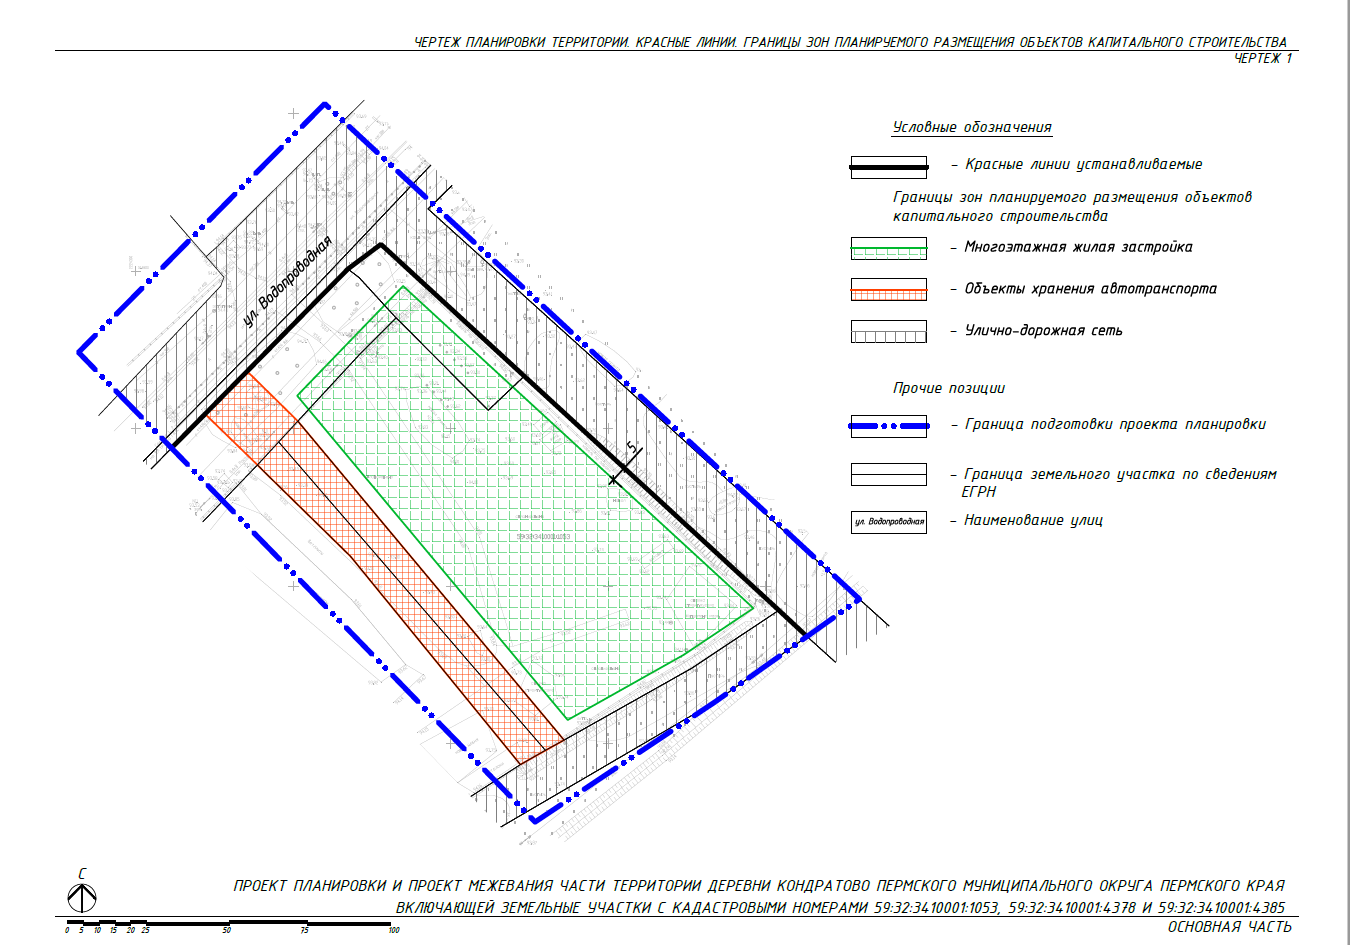 ЧЕРТЕЖ ПЛАНИРОВКИ ТЕРРИТОРИИ. КРАСНЫЕ ЛИНИИ. ГРАНИЦЫ ЗОН ПЛАНИРУЕМОГО РАЗМЕЩЕНИЯ ОБЪЕКТОВ КАПИТАЛЬНОГО СТРОИТЕЛЬСТВА
ЧЕРТЕЖ 1
Условные обозначения
- Красные линии устанавливаемые
Границы зон планируемого размещения объектов
капитального строительства
- Многоэтажная жилая застройка
- Объекты хранения автотранспорта
- Улично-дорожная сеть
Прочие позиции
- Граница подготовки проекта планировки
- Граница земельного участка по сведениям
ЕГРН
ул. Водопроводная - Наименование улиц
ул. Водопроводная
5
59:32:3410001:1053
С
ПРОЕКТ ПЛАНИРОВКИ И ПРОЕКТ МЕЖЕВАНИЯ ЧАСТИ ТЕРРИТОРИИ ДЕРЕВНИ КОНДРАТОВО ПЕРМСКОГО МУНИЦИПАЛЬНОГО ОКРУГА ПЕРМСКОГО КРАЯ
ВКЛЮЧАЮЩЕЙ ЗЕМЕЛЬНЫЕ УЧАСТКИ С КАДАСТРОВЫМИ НОМЕРАМИ 59:32:3410001:1053, 59:32:3410001:4378 И 59:32:3410001:4385
0 5 10 15 20 25 50 75 100
ОСНОВНАЯ ЧАСТЬ